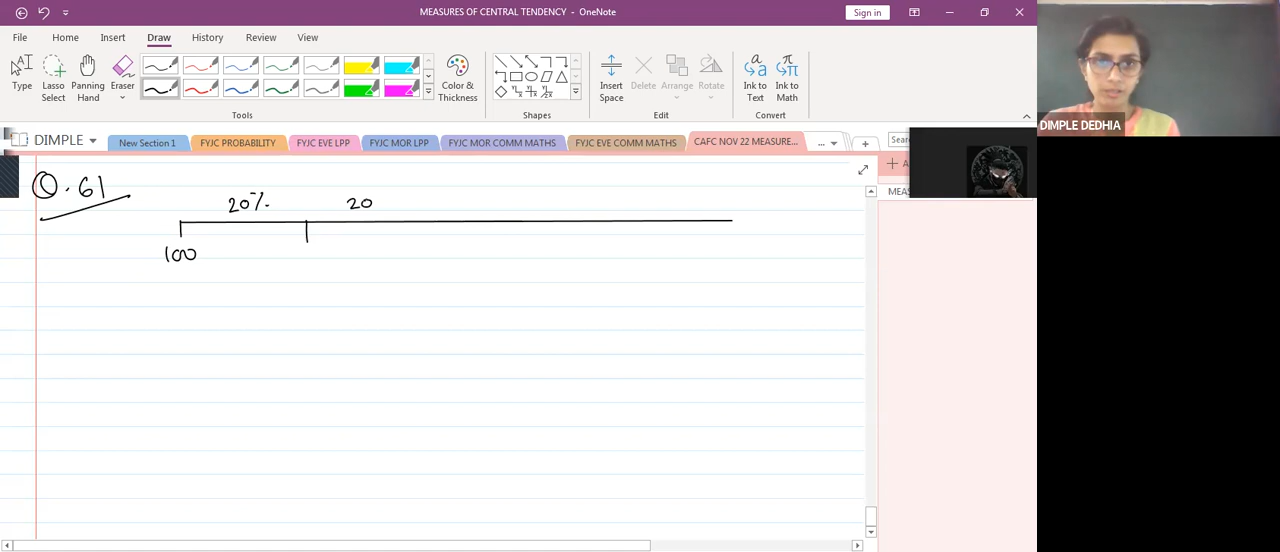 MEASURES OF CENTRAL TENDENCY - OneNote
Sign in
File Home Insert Draw History Review View
Type
Lasso Select
Panning Hand
Eraser
Color & Thickness
Insert Space
Delete
Arrange
Rotate
Ink to Text
Ink to Math
Tools
Shapes
Edit
Convert
DIMPLE
New Section 1
FYJC PROBABILITY
FYJC EVE LPP
FYJC MOR LPP
FYJC MOR COMM MATHS
FYJC EVE COMM MATHS
CAFC NOV 22 MEASURE...
...
Sear
A
MEAS
DIMPLE DEDHIA
Q. 61
20% 20
100